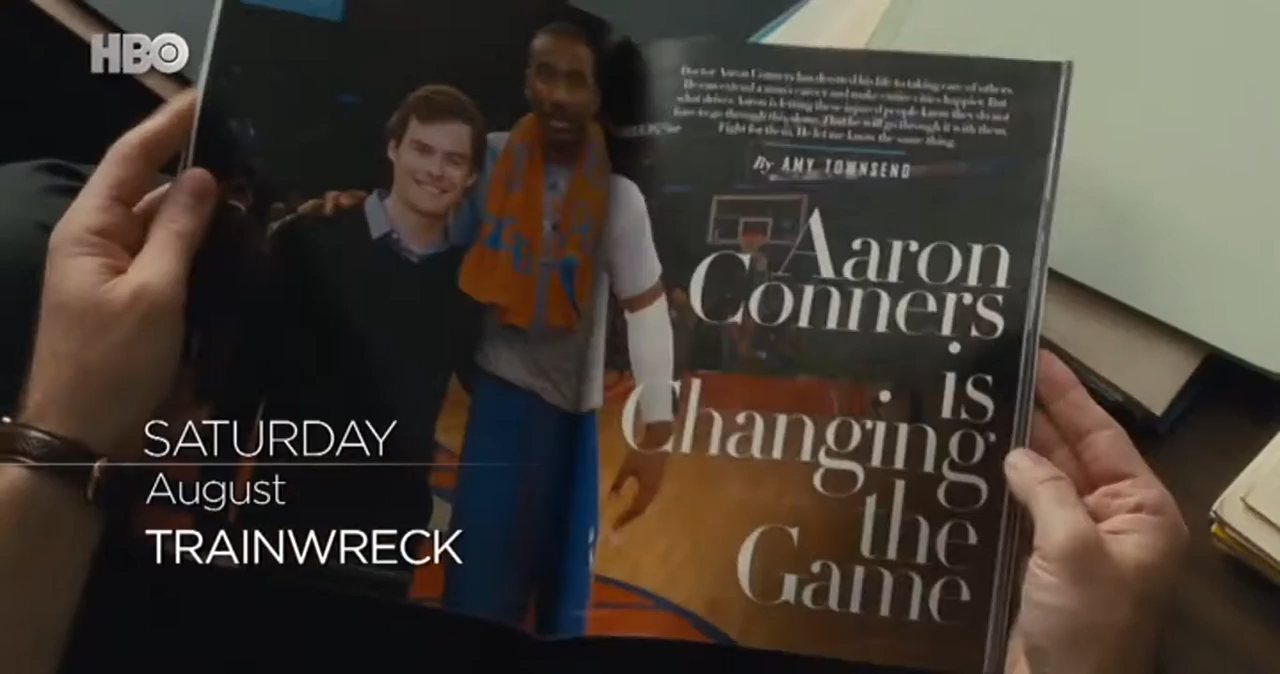 HBO
Doctor Aaron Conners has devoted his life to taking care of others.
He can extend a man's career and make entire cities happier. But
what drives Aaron is letting these injured people know they do not
have to go through this alone. That he will go through it with them.
Fight for them. He let me know the same thing.
By AMY TOWNSEND
Aaron
Conners
is
Changing
the
Game
SATURDAY
August
TRAINWRECK